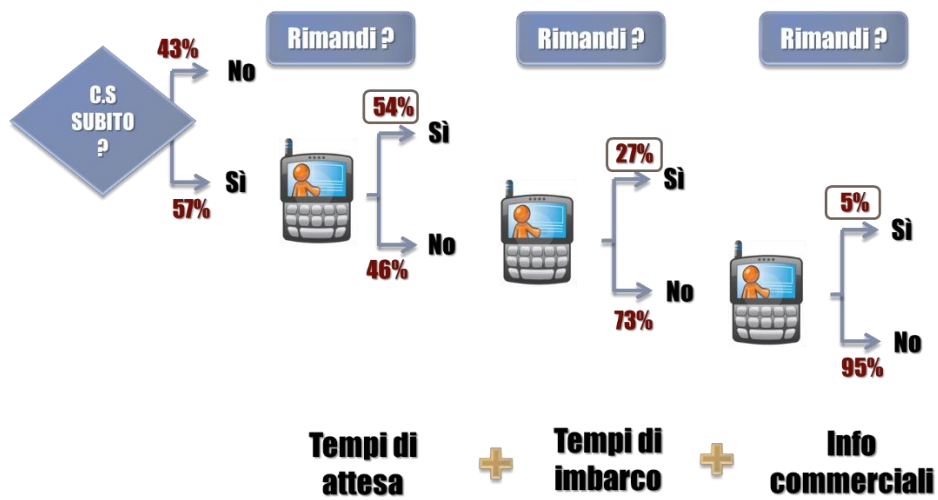 Rimandi ?
Rimandi ?
Rimandi ?
43%
No
C.S
SUBITO
?
54%
Sì
27%
Sì
Sì
57%
5%
Sì
No
46%
No
73%
No
95%
Tempi di
attesa
Tempi di
imbarco
Info
commerciali